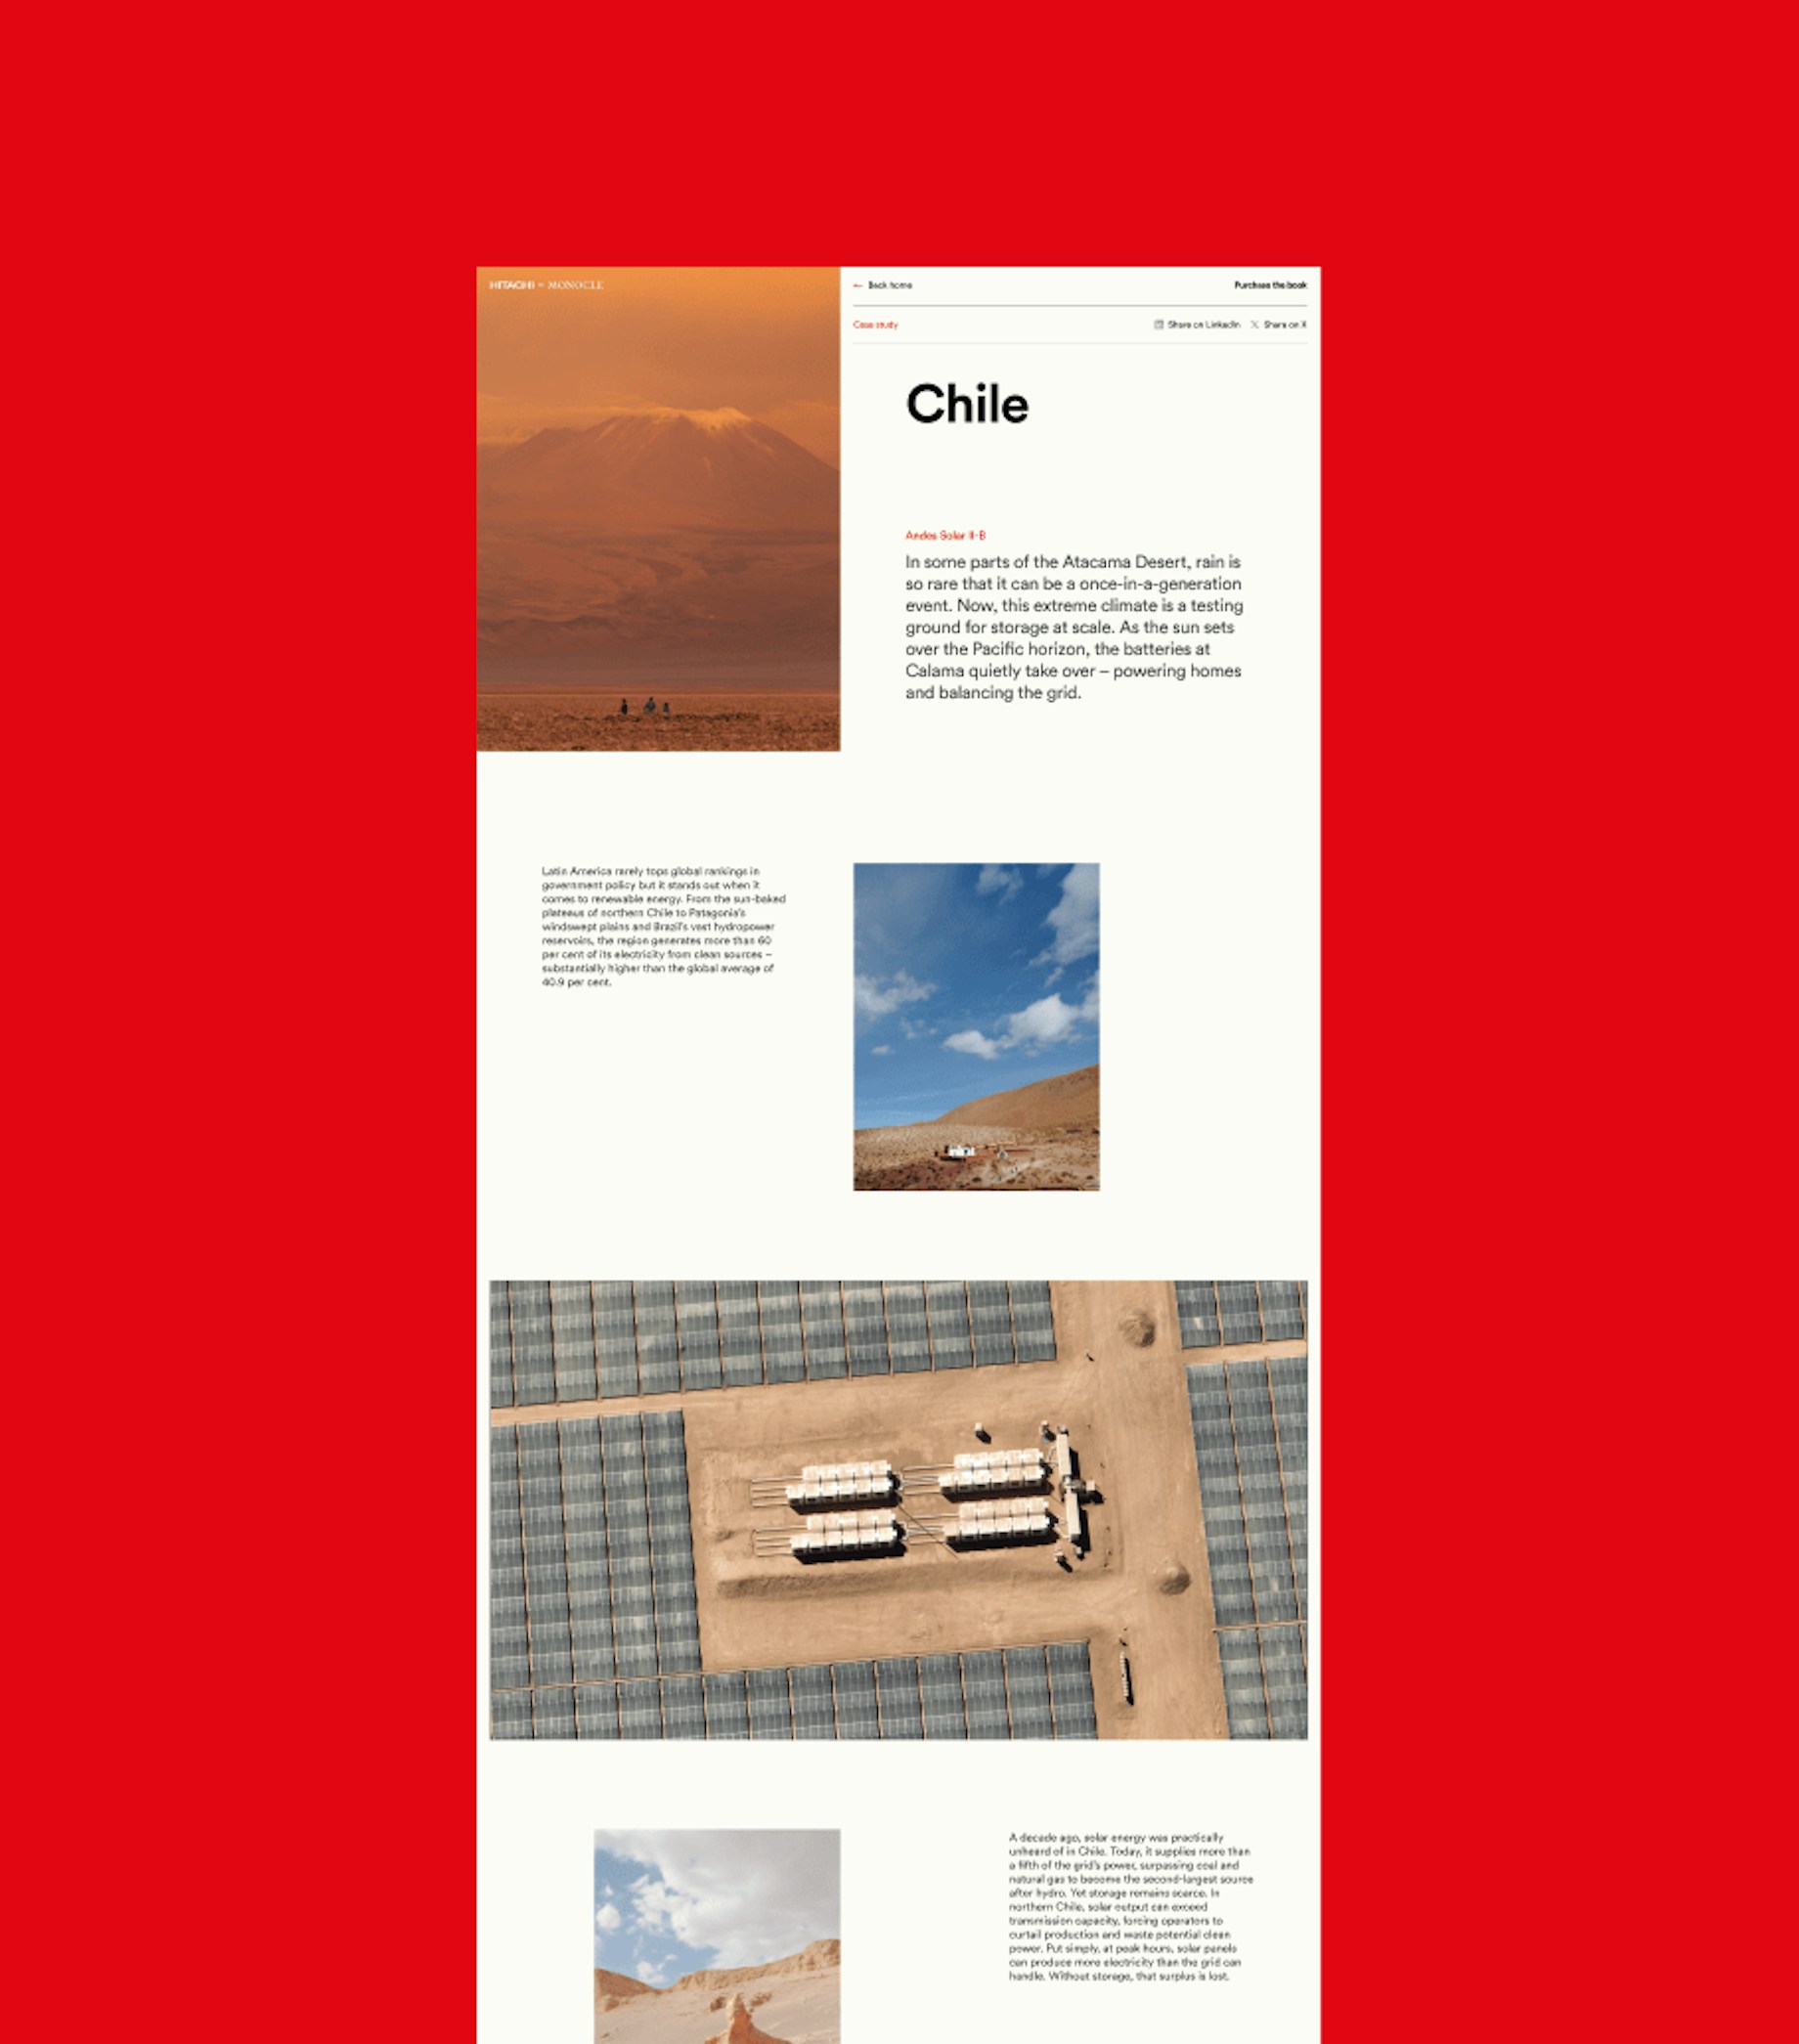 HITACHI × MONOCLE
← Back home
Purchase the book
Case study
Share on LinkedIn
X Share on X
Chile
Andes Solar II-B
In some parts of the Atacama Desert, rain is
so rare that it can be a once-in-a-generation
event. Now, this extreme climate is a testing
ground for storage at scale. As the sun sets
over the Pacific horizon, the batteries at
Calama quietly take over – powering homes
and balancing the grid.
Latin America rarely tops global rankings in
government policy but it stands out when it
comes to renewable energy. From the sun-baked
plateaus of northern Chile to Patagonia's
windswept plains and Brazil's vast hydropower
reservoirs, the region generates more than 60
per cent of its electricity from clean sources –
substantially higher than the global average of
40.9 per cent.
A decade ago, solar energy was practically
unheard of in Chile. Today, it supplies more than
a fifth of the grid's power, surpassing coal and
natural gas to become the second-largest source
after hydro. Yet storage remains scarce. In
northern Chile, solar output can exceed
transmission capacity, forcing operators to
curtail production and waste potential clean
power. Put simply, at peak hours, solar panels
can produce more electricity than the grid can
handle. Without storage, that surplus is lost.